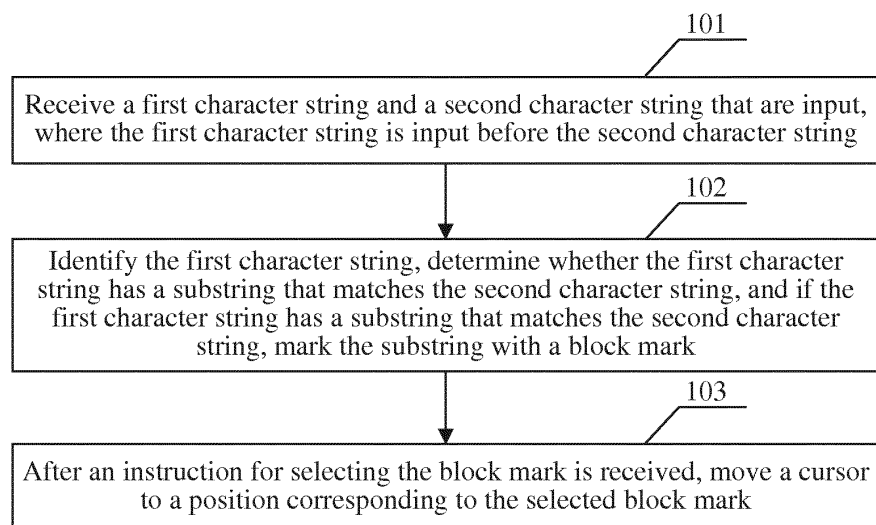 101
Receive a first character string and a second character string that are input,
where the first character string is input before the second character string
102
Identify the first character string, determine whether the first character
string has a substring that matches the second character string, and if the
first character string has a substring that matches the second character
string, mark the substring with a block mark
103
After an instruction for selecting the block mark is received, move a cursor
to a position corresponding to the selected block mark